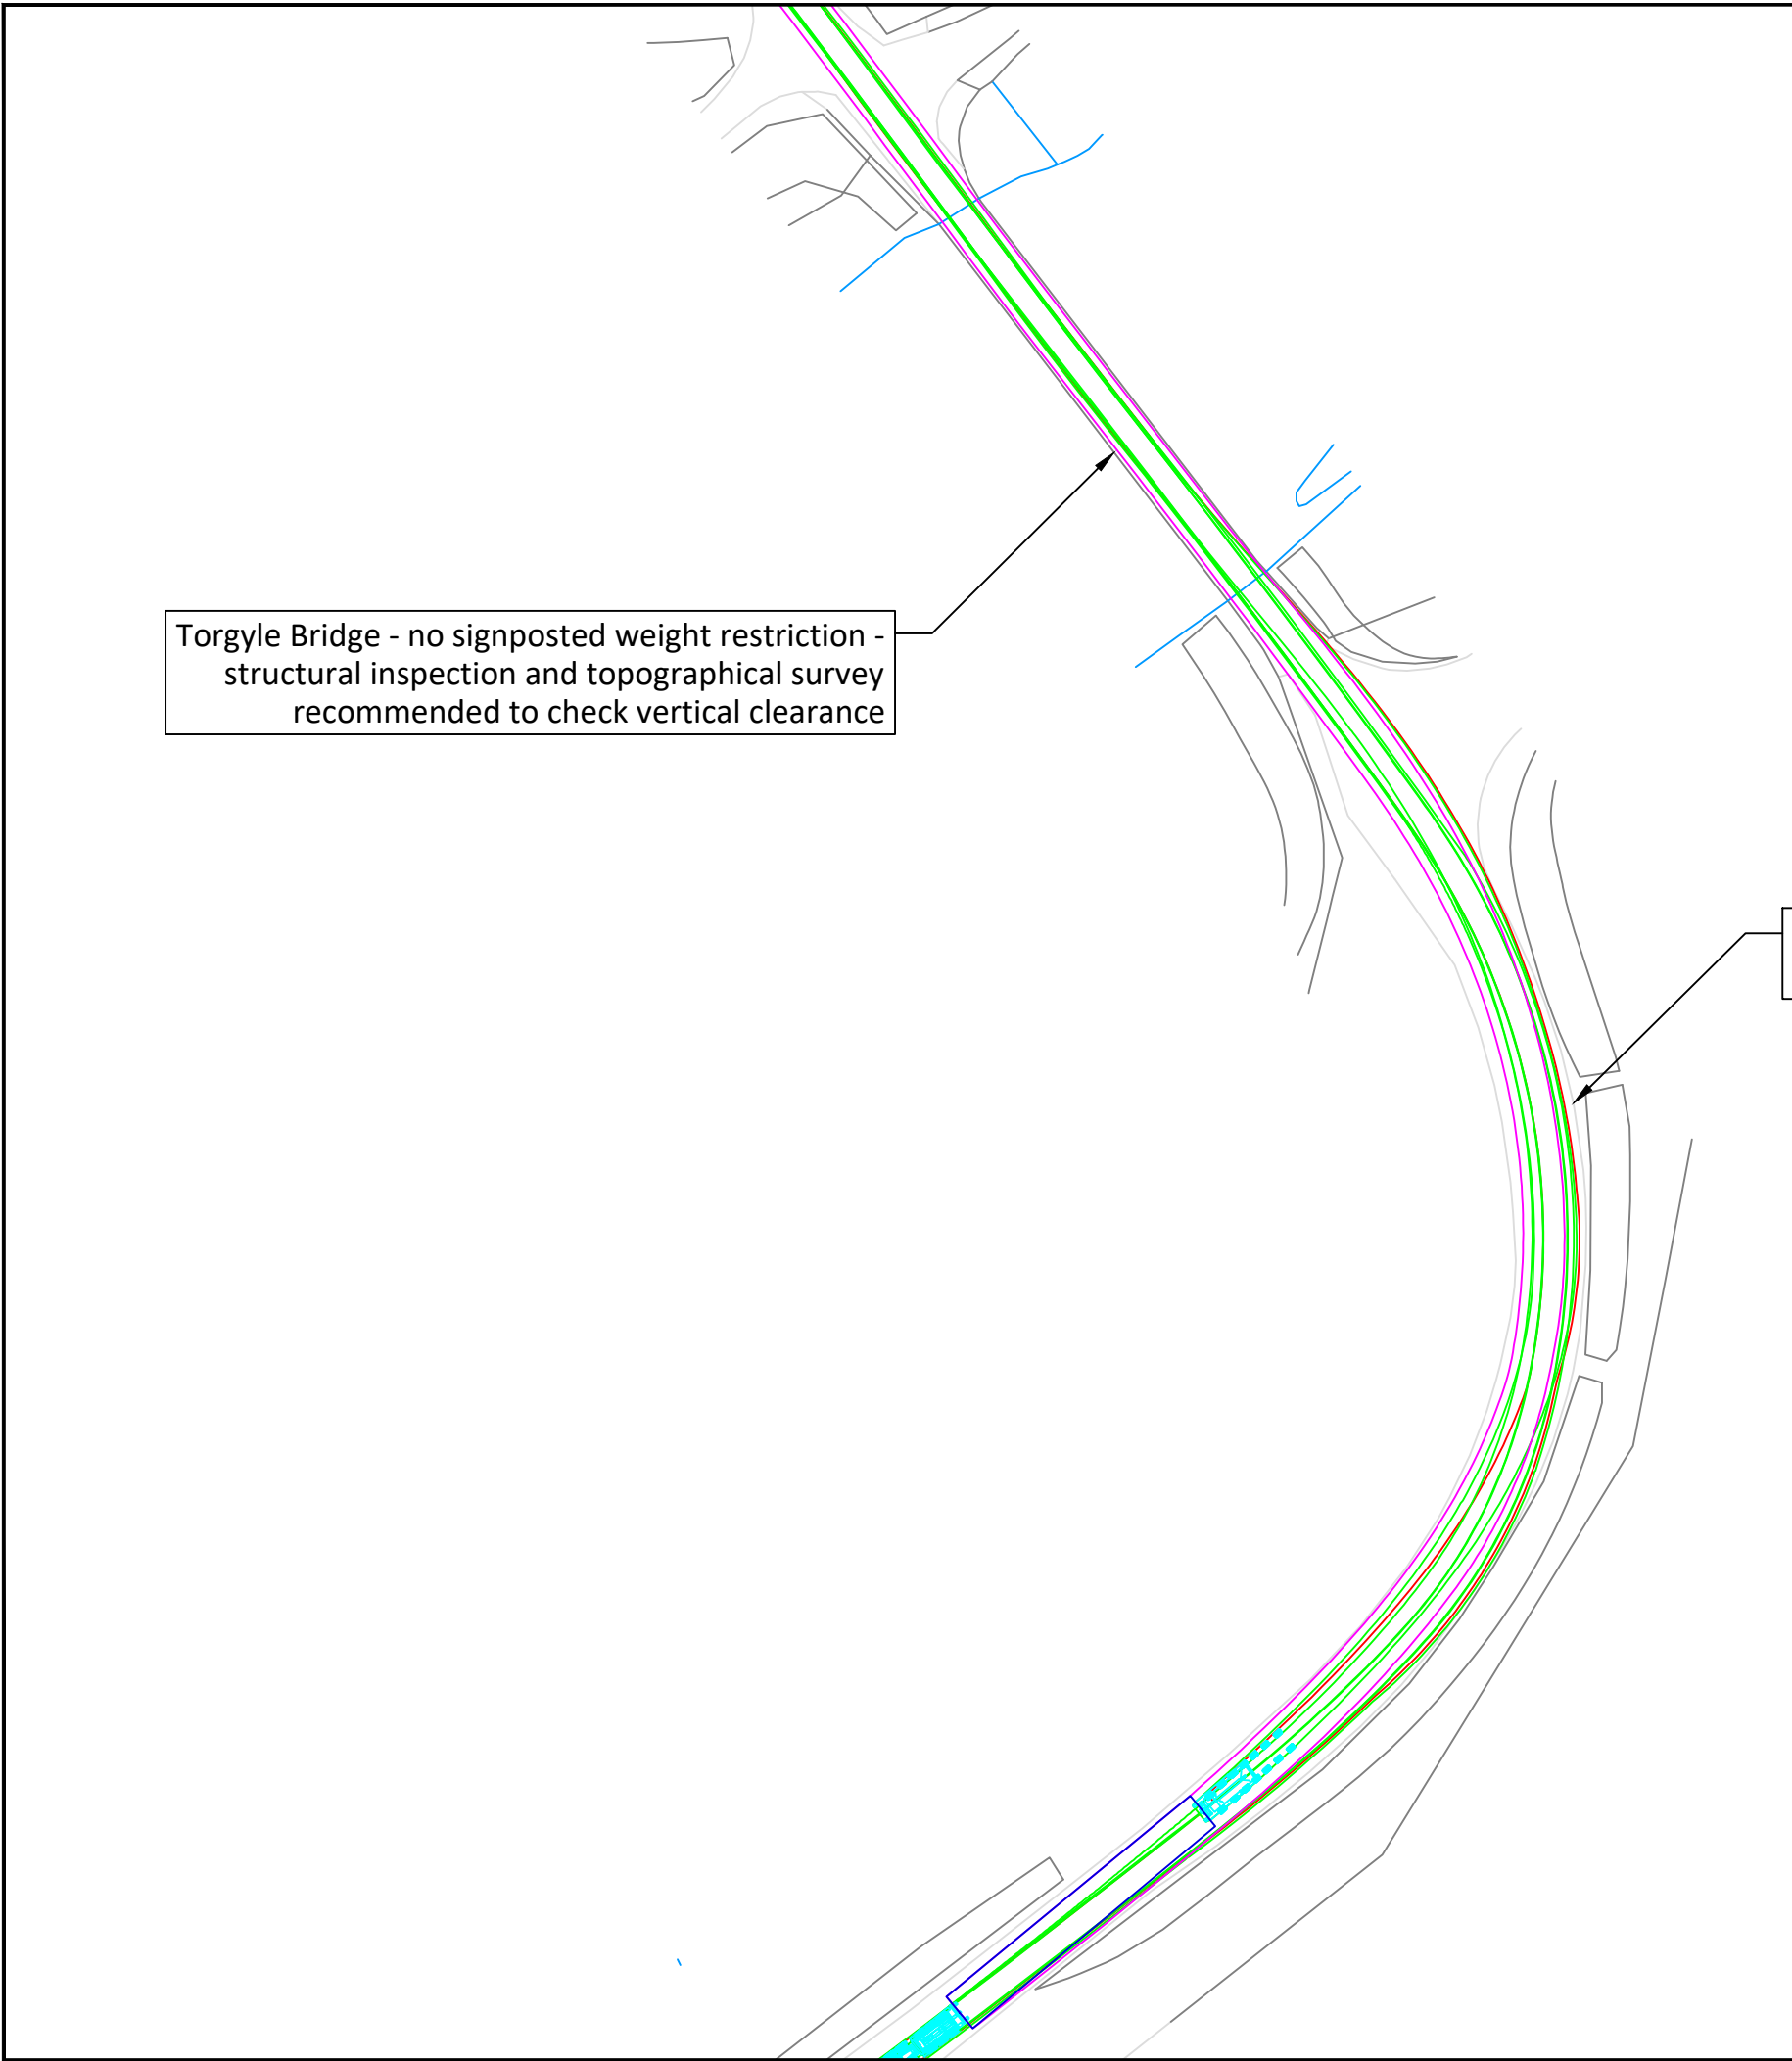 Torgyle Bridge - no signposted weight restriction -
structural inspection and topographical survey
recommended to check vertical clearance